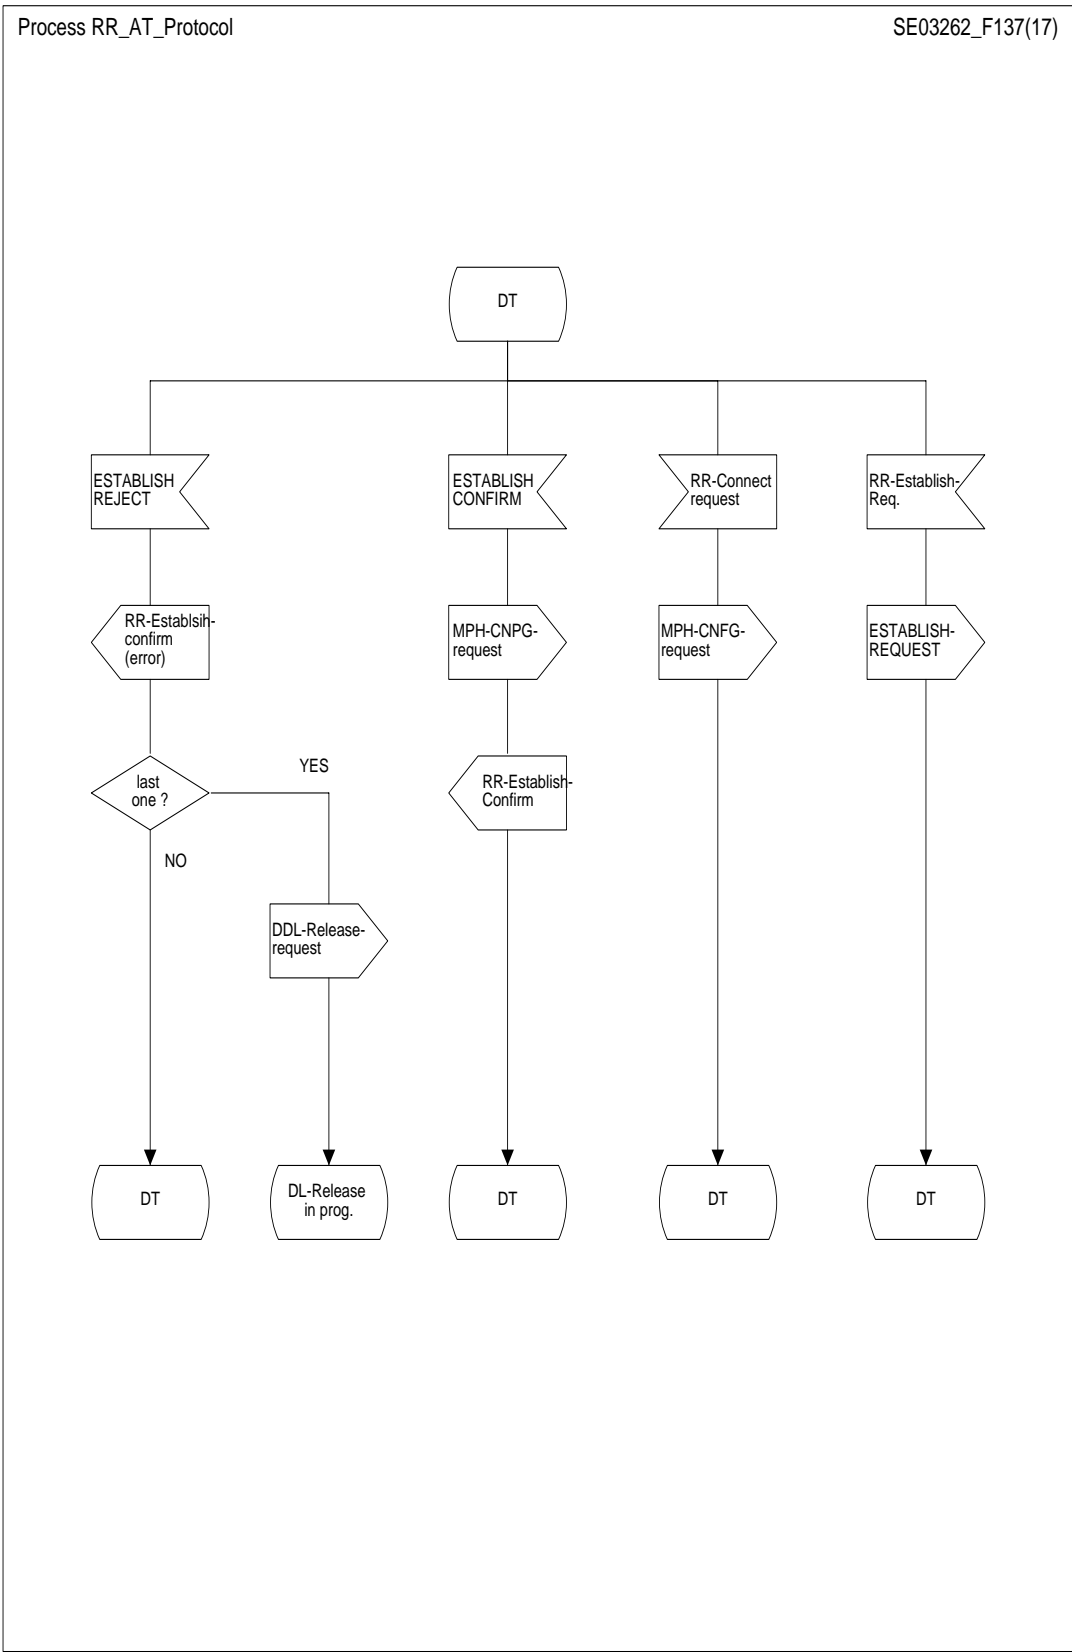 Process RR_AT_Protocol
SE03262_F137(17)
DT
ESTABLISH
REJECT
ESTABLISH
CONFIRM
RR-Connect
request
RR-Establish-
Req.
RR-Establsih-
confirm
(error)
MPH-CNPG-
request
MPH-CNFG-
request
ESTABLISH-
REQUEST
last
one ?
YES
NO
RR-Establish-
Confirm
DDL-Release-
request
DT
DL-Release
in prog.
DT
DT
DT